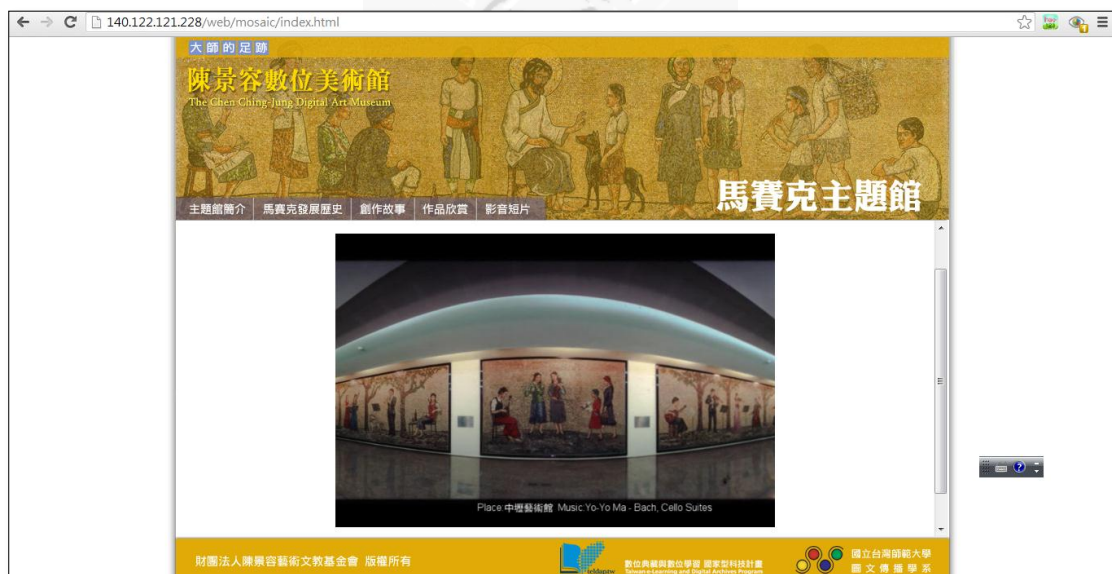 140.122.121.228/web/mosaic/index.html
大師的足跡
陳景容數位美術館
The Chen Ching-Jung Digital Art Museum
馬賽克主題館
主題館簡介 馬賽克發展歷史 創作故事 作品欣賞 影音短片
Place:中壢藝術館 Music:Yo-Yo Ma - Bach, Cello Suites
財團法人陳景容藝術文教基金會 版權所有
數位典藏與數位學習 國家型科技計畫
Taiwan e-Learning and Digital Archives Program
國立台灣師範大學
圖文傳播學系